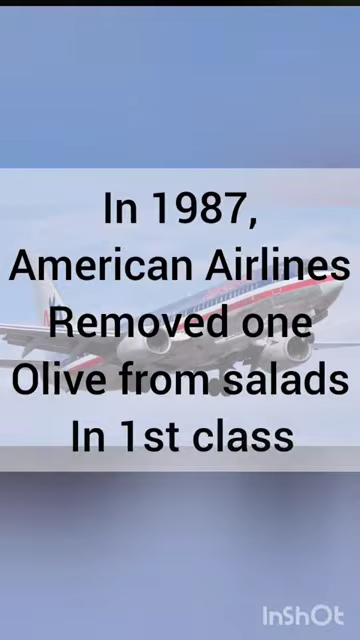 In 1987,
American Airlines
Removed one
Olive from salads
In 1st class
InShOt